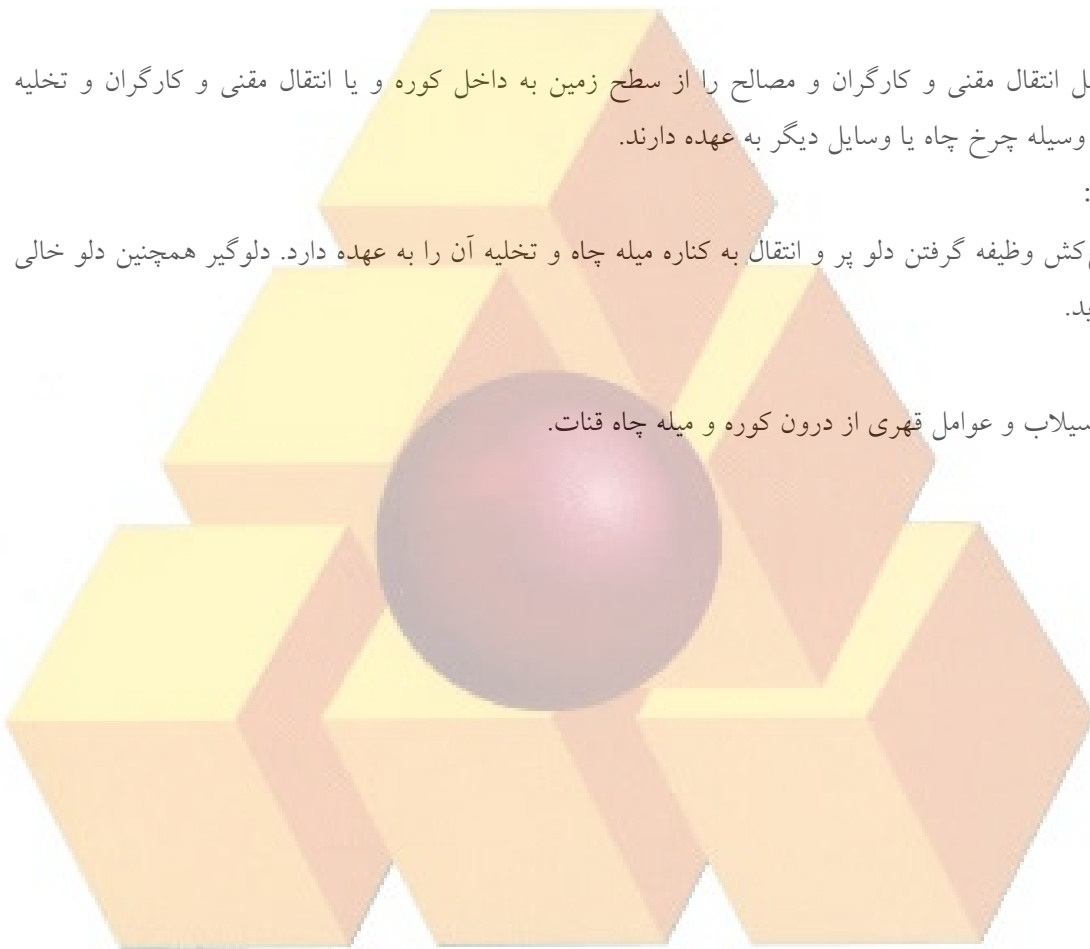 انتقال مقنی و کارگران و مصالح را از سطح زمین به داخل کوره و یا انتقال مقنی و کارگران و تخلیه
وسیله چرخ چاه یا وسایل دیگر به عهده دارند.
:
کش وظیفه گرفتن دلو پر و انتقال به کناره میله چاه و تخلیه آن را به عهده دارد. دلوگیر همچنین دلو خالی
سیلاب و عوامل قهری از درون کوره و میله چاه قنات.